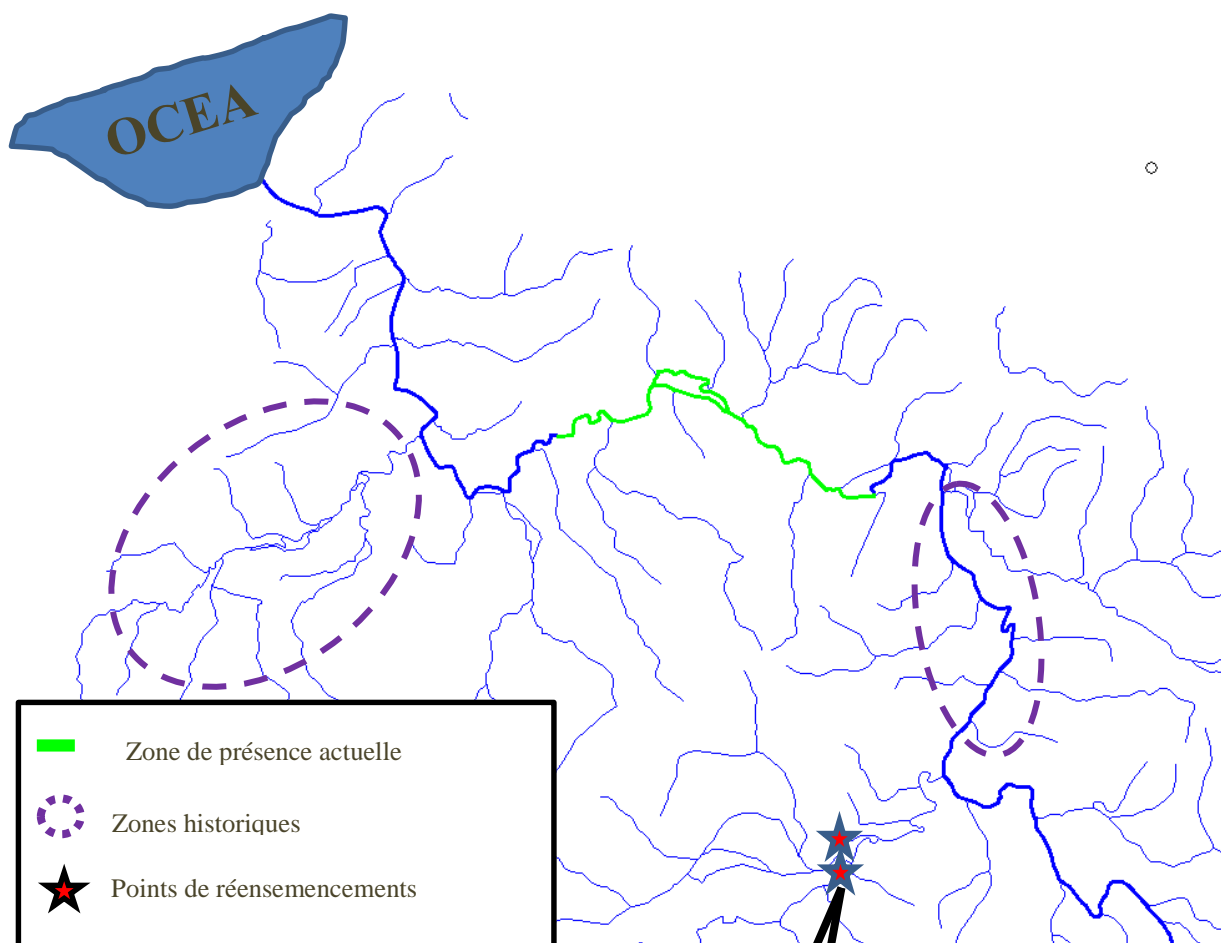 OCEA
Zone de présence actuelle
Zones historiques
Points de réensemencements